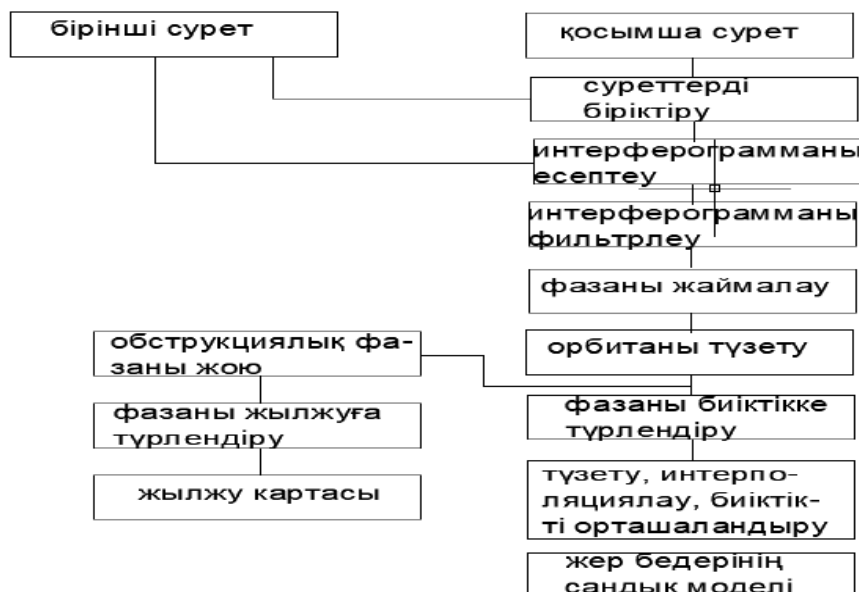 бірінші сурет
қосымша сурет
суреттерді
біріктіру
интерферограмманы
есептеу
интерферограмманы
фильтрлеу
фазаны жаймалау
орбитаны түзету
обструкциялық фа-
заны жою
фазаны жылжуға
түрлендіру
жылжу картасы
фазаны биіктікке
түрлендіру
түзету, интерпо-
ляциялау, биіктік-
ті орташаландыру
жер бедерінің
сандық моделі